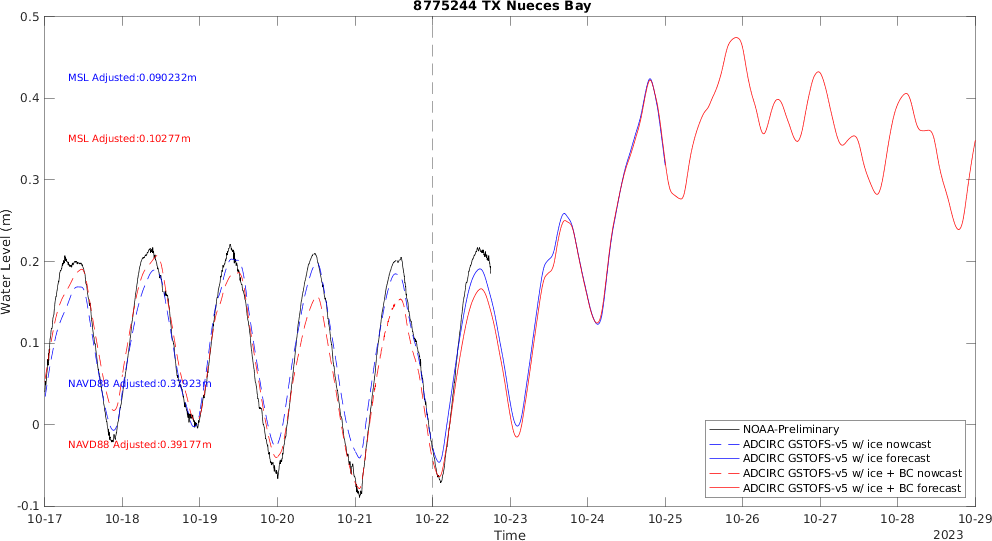 8775244 TX Nueces Bay
0.5
0.4
0.3
0.2
0.1
0
-0.1
Water Level (m)
MSL Adjusted:0.090232m
MSL Adjusted:0.10277m
NAVD88 Adjusted:0.37923m
NAVD88 Adjusted:0.39177m
NOAA-Preliminary
ADCIRC GSTOFS-v5 w/ ice nowcast
ADCIRC GSTOFS-v5 w/ ice forecast
ADCIRC GSTOFS-v5 w/ ice + BC nowcast
ADCIRC GSTOFS-v5 w/ ice + BC forecast
10-17 10-18 10-19 10-20 10-21 10-22 10-23 10-24 10-25 10-26 10-27 10-28 10-29
Time
2023